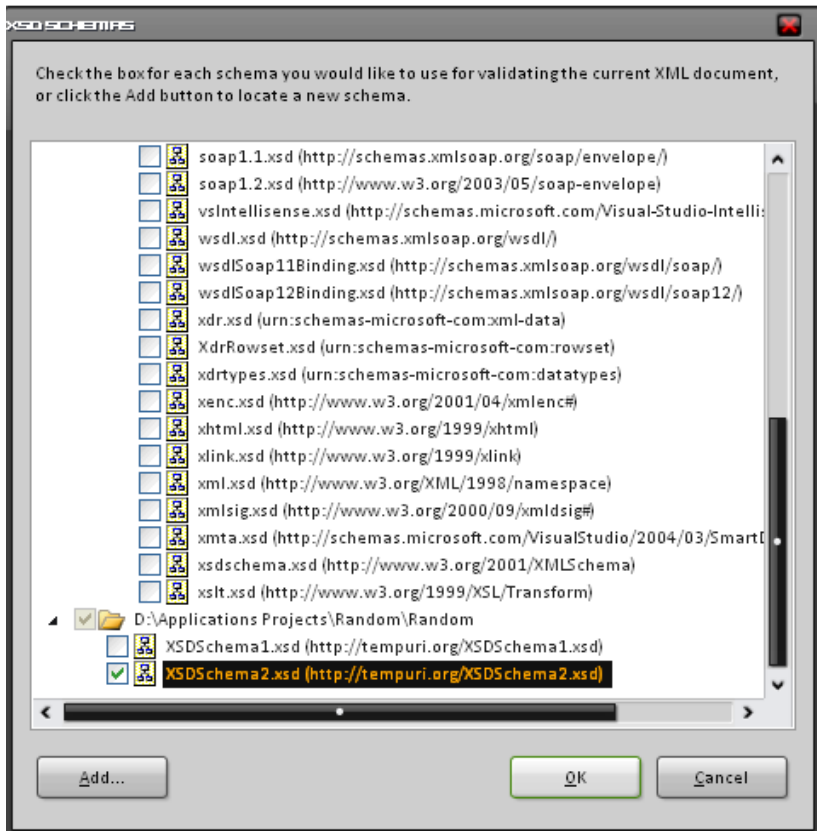 XSD SCHEMAS
Check the box for each schema you would like to use for validating the current XML document,
or click the Add button to locate a new schema.
soap1.1.xsd (http://schemas.xmlsoap.org/soap/envelope/)
soap1.2.xsd (http://www.w3.org/2003/05/soap-envelope)
vsIntellisense.xsd (http://schemas.microsoft.com/Visual-Studio-Intellis
wsdl.xsd (http://schemas.xmlsoap.org/wsdl/)
wsdlSoap11Binding.xsd (http://schemas.xmlsoap.org/wsdl/soap/)
wsdlSoap12Binding.xsd (http://schemas.xmlsoap.org/wsdl/soap12/)
xdr.xsd (urn:schemas-microsoft-com:xml-data)
XdrRowset.xsd (urn:schemas-microsoft-com:rowset)
xdrtypes.xsd (urn:schemas-microsoft-com:datatypes)
xenc.xsd (http://www.w3.org/2001/04/xmlenc#)
xhtml.xsd (http://www.w3.org/1999/xhtml)
xlink.xsd (http://www.w3.org/1999/xlink)
xml.xsd (http://www.w3.org/XML/1998/namespace)
xmlsig.xsd (http://www.w3.org/2000/09/xmldsig#)
xmta.xsd (http://schemas.microsoft.com/VisualStudio/2004/03/SmartD
xsdschema.xsd (http://www.w3.org/2001/XMLSchema)
xslt.xsd (http://www.w3.org/1999/XSL/Transform)
D:\Applications Projects\Random\Random
XSDSchema1.xsd (http://tempuri.org/XSDSchema1.xsd)
XSDSchema2.xsd (http://tempuri.org/XSDSchema2.xsd)
Add... OK Cancel